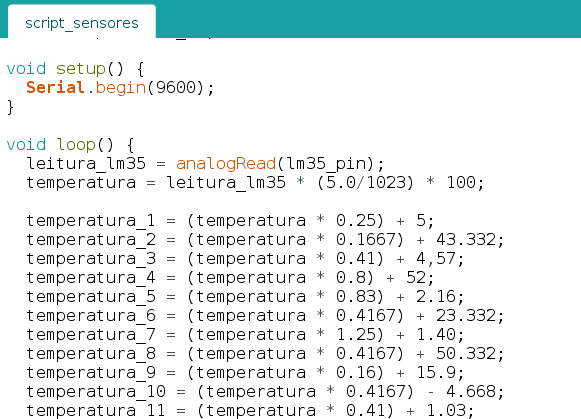 script_sensores
void setup() {
Serial.begin(9600);
}
void loop() {
leitura_lm35 = analogRead(lm35_pin);
temperatura = leitura_lm35 * (5.0/1023) * 100;
temperatura_1 = (temperatura * 0.25) + 5;
temperatura_2 = (temperatura * 0.1667) + 43.332;
temperatura_3 = (temperatura * 0.41) + 4,57;
temperatura_4 = (temperatura * 0.8) + 52;
temperatura_5 = (temperatura * 0.83) + 2.16;
temperatura_6 = (temperatura * 0.4167) + 23.332;
temperatura_7 = (temperatura * 1.25) + 1.40;
temperatura_8 = (temperatura * 0.4167) + 50.332;
temperatura_9 = (temperatura * 0.16) + 15.9;
temperatura_10 = (temperatura * 0.4167) - 4.668;
temperatura_11 = (temperatura * 0.41) + 1.03;